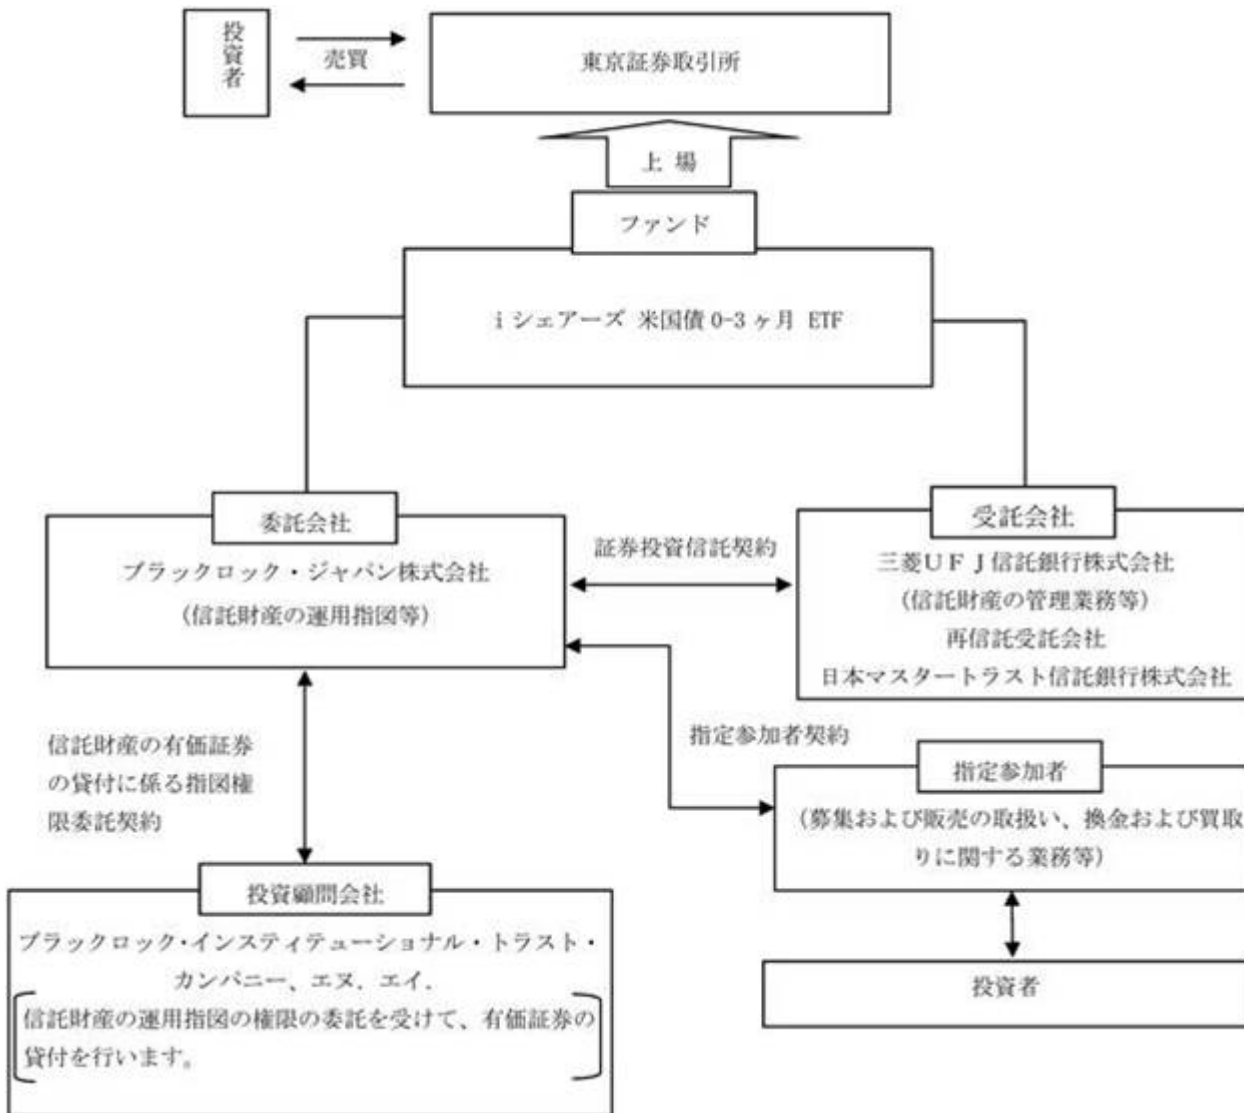 投資者
売買
東京証券取引所
上 場
ファンド
iシェアーズ 米国債 0-3 ヶ月 ETF
委託会社
ブラックロック・ジャパン株式会社
(信託財産の運用指図等)
証券投資信託契約
受託会社
三菱UFJ信託銀行株式会社
(信託財産の管理業務等)
再信託受託会社
日本マスタートラスト信託銀行株式会社
信託財産の有価証券
の貸付に係る指図権
限委託契約
指定参加者契約
指定参加者
(募集および販売の取扱い、換金および買取
りに関する業務等)
投資顧問会社
ブラックロック・インスティテューショナル・トラスト・
カンパニー、エヌ.エイ.
信託財産の運用指図の権限の委託を受けて、有価証券の
貸付を行います。
投資者